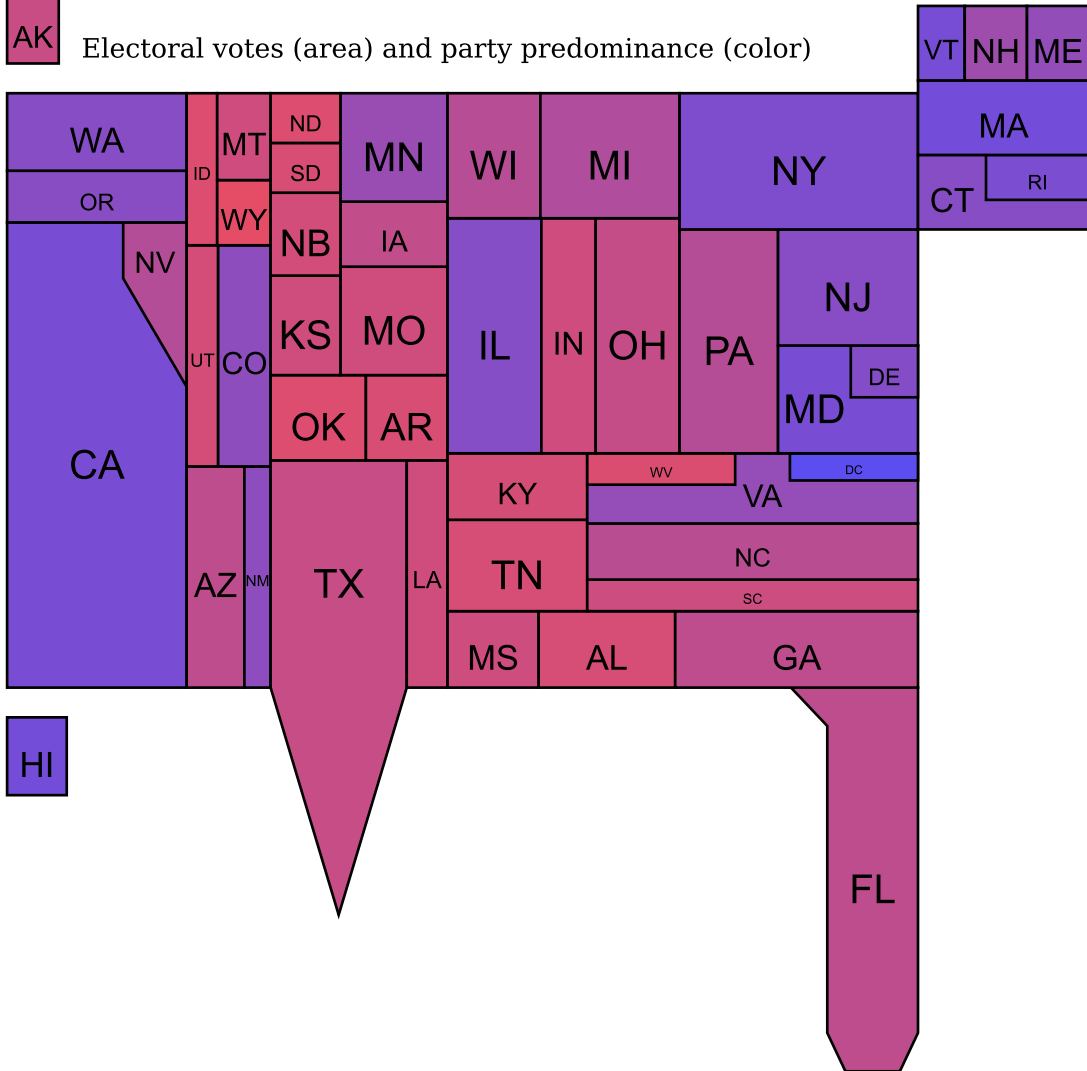 AK
Electoral votes (area) and party predominance (color)
VT
NH
ME
MA
CT
RI
WA
OR
CA
NV
ID
MT
WY
UT
CO
AZ
NM
ND
SD
NB
KS
OK
AR
TX
LA
MN
IA
MO
WI
MI
IL
IN
OH
NY
PA
NJ
MD
DE
KY
TN
WV
VA
DC
NC
SC
MS
AL
GA
FL
HI